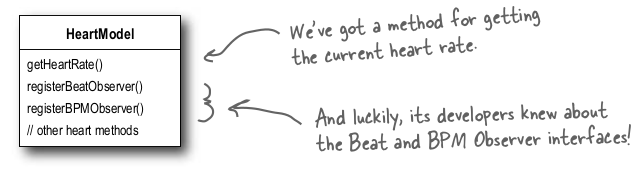 HeartModel
getHeartRate()
registerBeatObserver()
registerBPMObserver()
// other heart methods
We've got a method for getting
the current heart rate.
And luckily, its developers knew about
the Beat and BPM Observer interfaces!